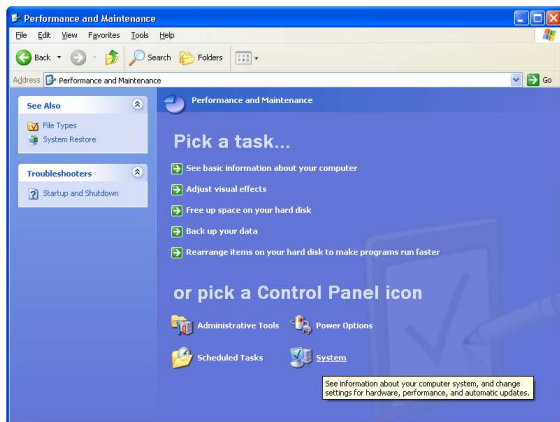 Performance and Maintenance
File Edit View Favorites Tools Help
Back Search Folders
Address Performance and Maintenance Go
See Also
File Types
System Restore
Troubleshooters
Startup and Shutdown
Performance and Maintenance
Pick a task...
See basic information about your computer
Adjust visual effects
Free up space on your hard disk
Back up your data
Rearrange items on your hard disk to make programs run faster
or pick a Control Panel icon
Administrative Tools Power Options
Scheduled Tasks System
See information about your computer system, and change
settings for hardware, performance, and automatic updates.